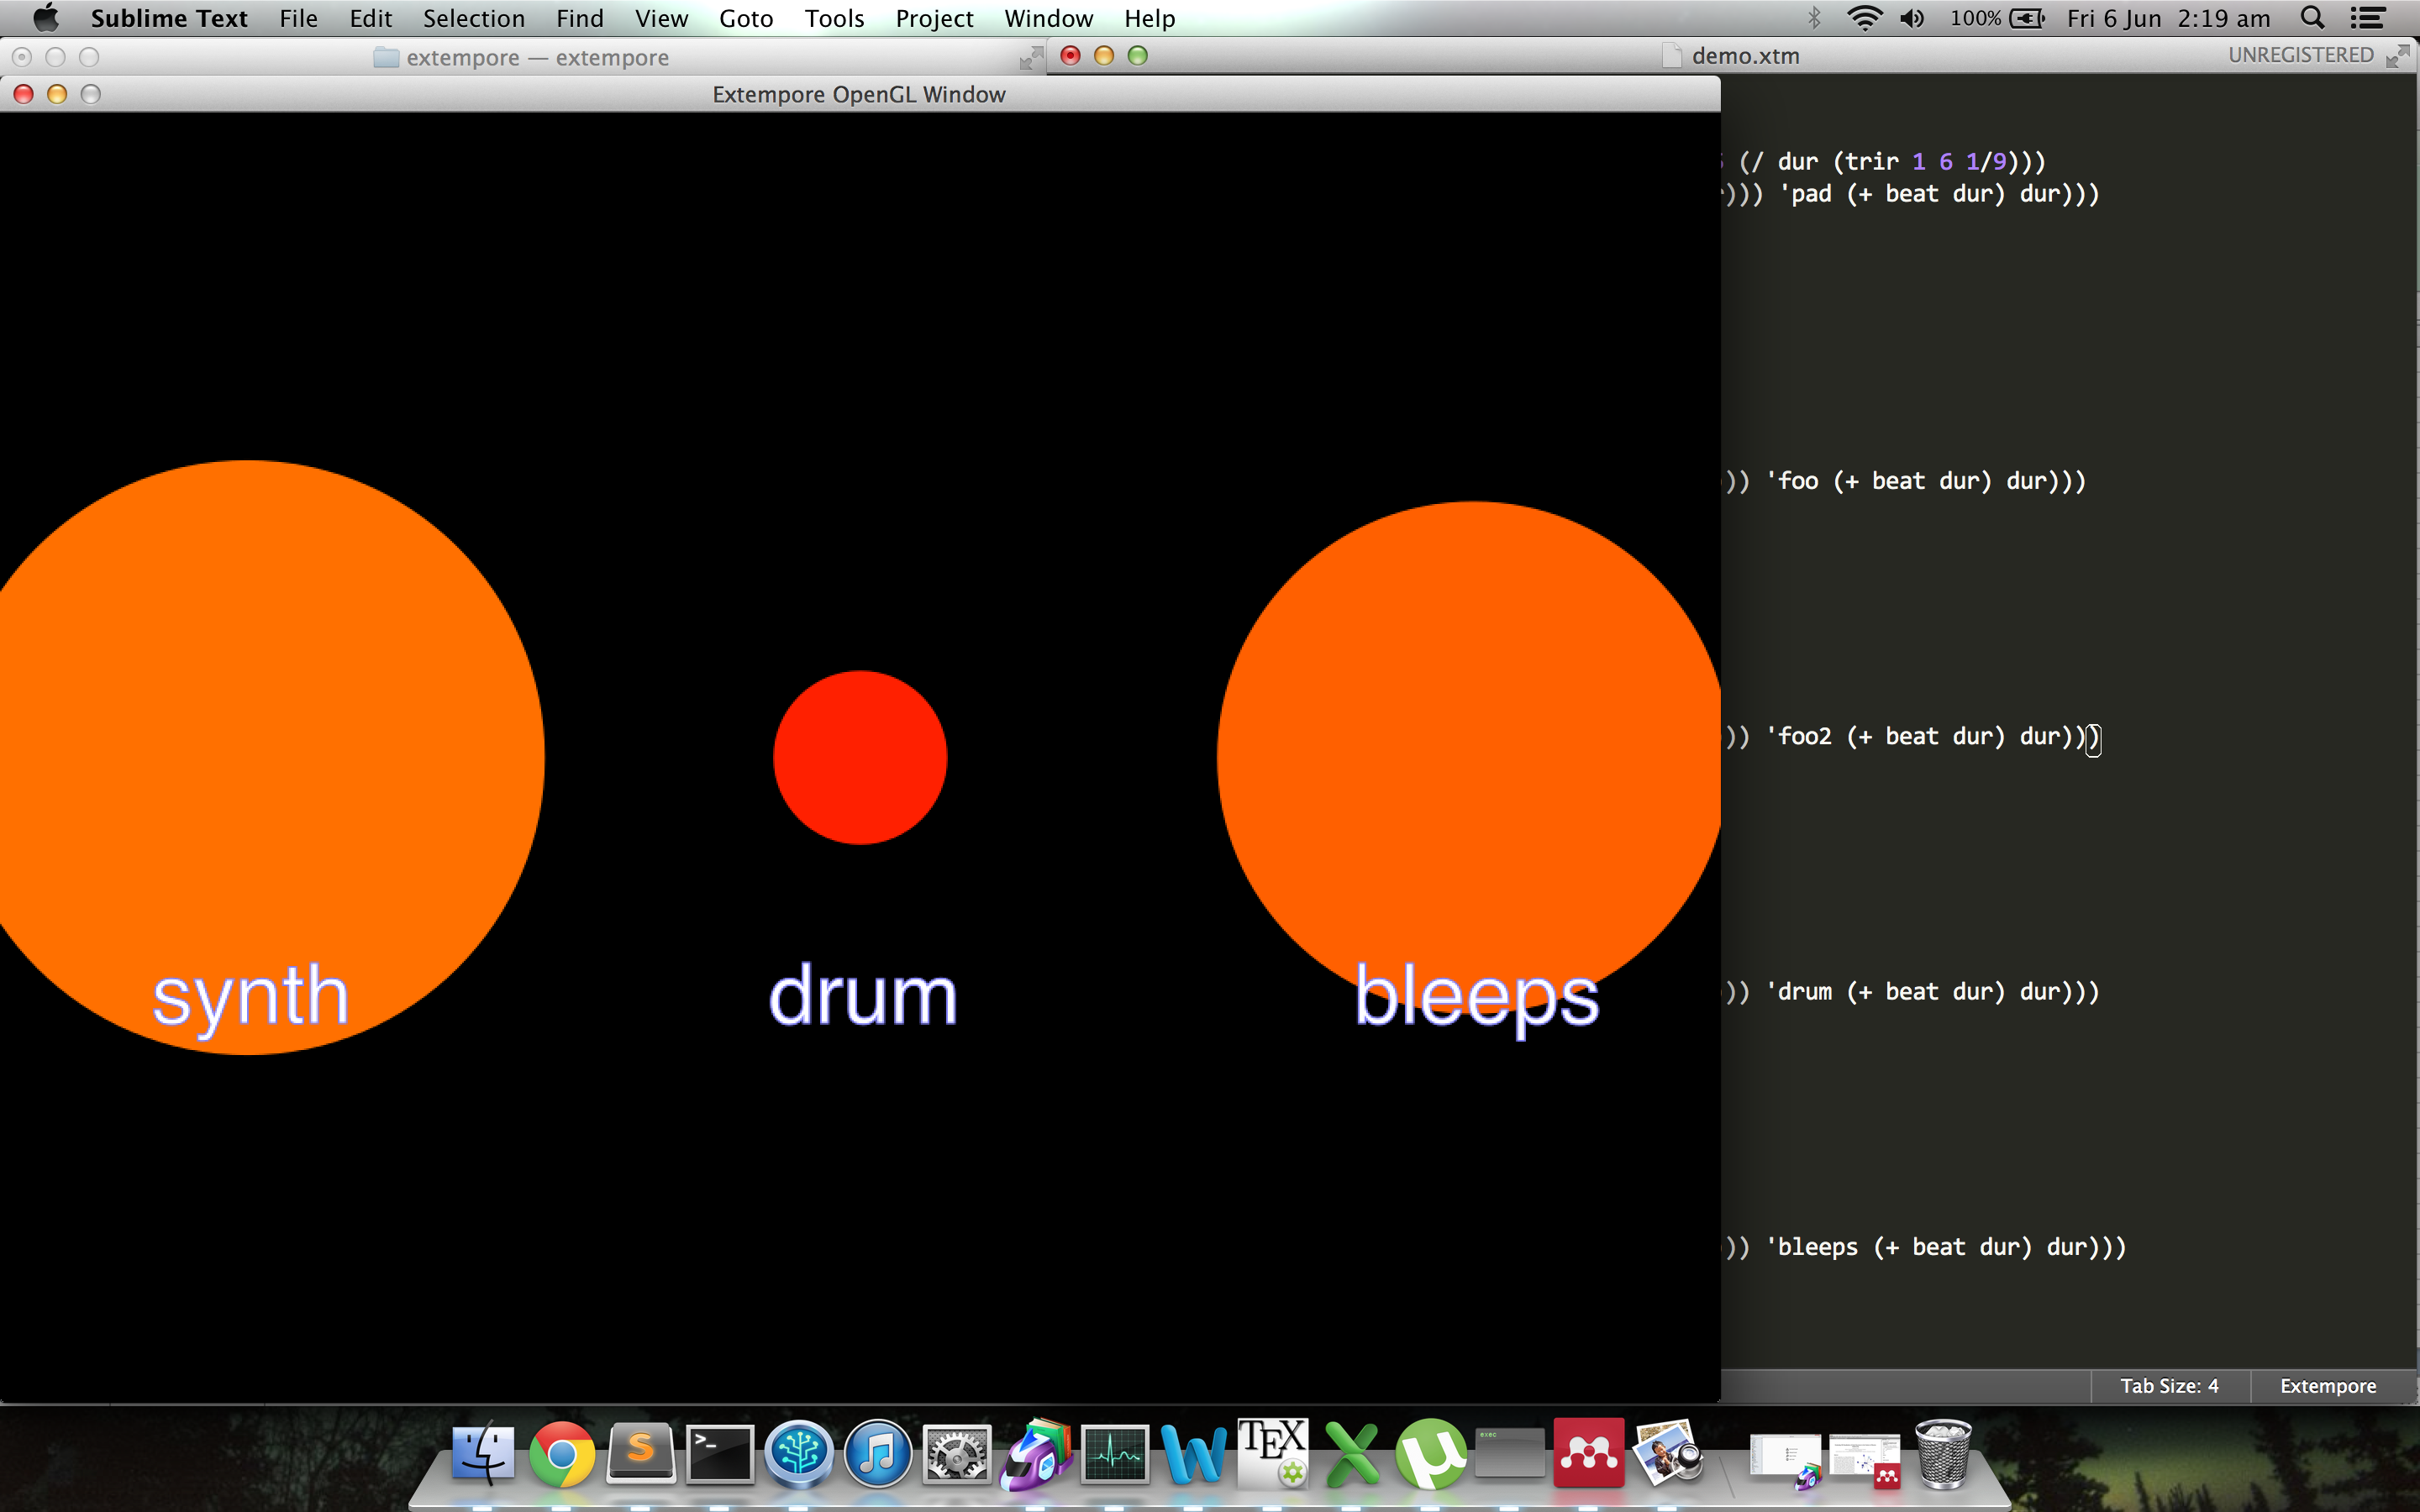 Sublime Text File Edit Selection Find View Goto Tools Project Window Help 100% Fri 6 Jun 2:19 am
extempore — extempore
demo.xtm UNREGISTERED
Extempore OpenGL Window
(/ dur (trir 1 6 1/9)))
))) 'pad (+ beat dur) dur)))
)) 'foo (+ beat dur) dur)))
)) 'foo2 (+ beat dur) dur)))
synth drum bleeps
)) 'drum (+ beat dur) dur)))
)) 'bleeps (+ beat dur) dur)))
Tab Size: 4 Extempore
S >_ W TEX X µ
exec